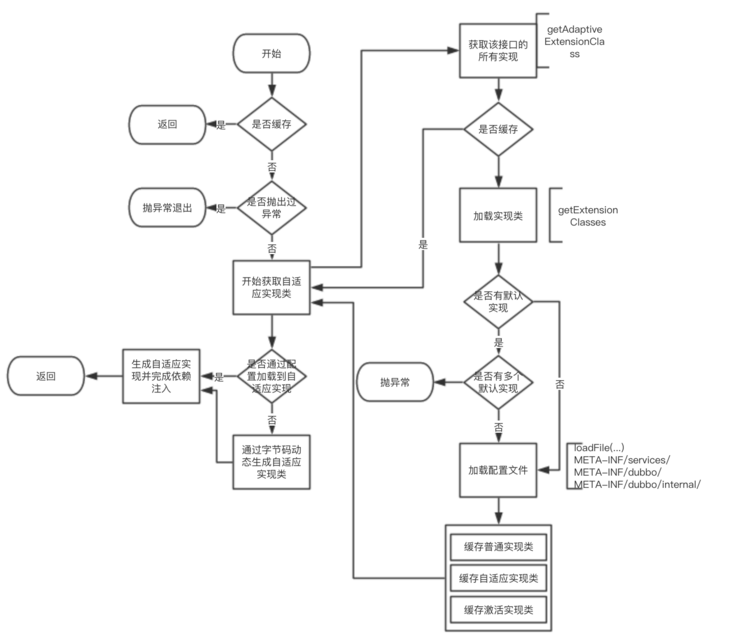 开始
是否缓存
是
返回
否
是否抛出过
异常
是
抛异常退出
否
开始获取自适
应实现类
是否通过配
置加载到自
适应实现
是
生成自适应实
现并完成依赖
注入
返回
否
通过字节码动
态生成自适应
实现类
获取该接口的
所有实现
getAdaptive
ExtensionCla
ss
是否缓存
是
加载实现类
getExtension
Classes
是否有默认
实现
是
否
是否有多个
默认实现
抛异常
否
加载配置文件
loadFile(...)
META-INF/services/
META-INF/dubbo/
META-INF/dubbo/internal/
缓存普通实现类
缓存自适应实现类
缓存激活实现类